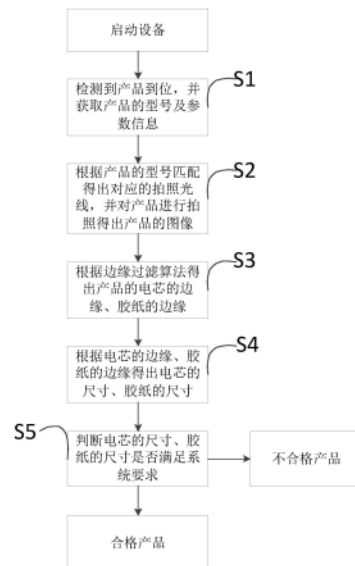 启动设备
S1
检测到产品到位，并
获取产品的型号及参
数信息
S2
根据产品的型号匹配
得出对应的拍照光
线，并对产品进行拍
照得出产品的图像
S3
根据边缘过滤算法得
出产品的电芯的边
缘、胶纸的边缘
S4
根据电芯的边缘、胶
纸的边缘得出电芯的
尺寸、胶纸的尺寸
S5
判断电芯的尺寸、胶
纸的尺寸是否满足系
统要求
不合格产品
合格产品